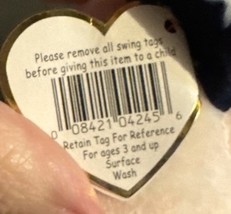 Please remove all swing tags
before giving this item to a child
0 08421 04245 6
Retain Tag For Reference
For ages 3 and up
Surface
Wash